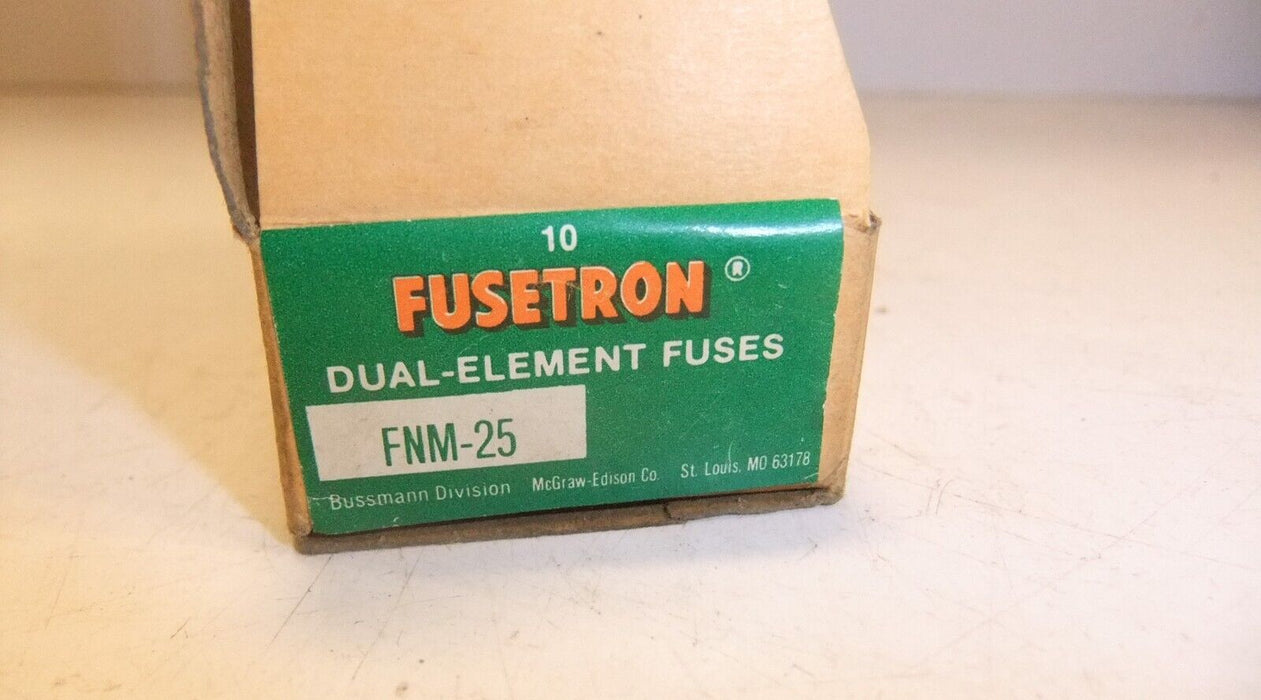 10
FUSETRON ®
DUAL-ELEMENT FUSES
FNM-25
Bussmann Division McGraw-Edison Co. St. Louis, MO 63178